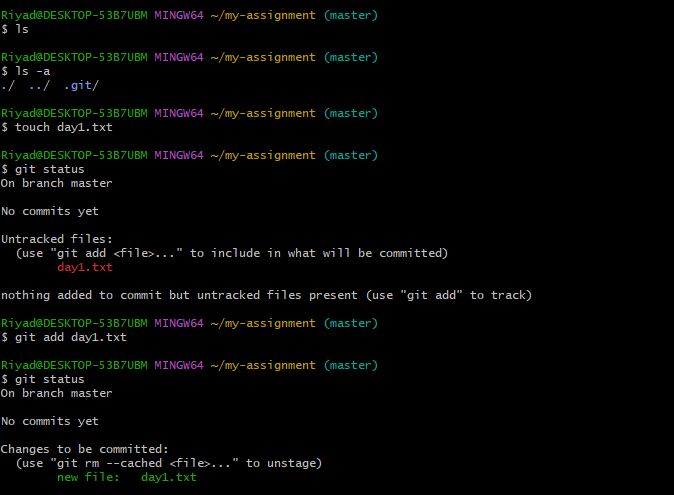 Riyad@DESKTOP-53B7UBM MINGW64 ~/my-assignment (master)
$ ls
Riyad@DESKTOP-53B7UBM MINGW64 ~/my-assignment (master)
$ ls -a
./  ../  .git/
Riyad@DESKTOP-53B7UBM MINGW64 ~/my-assignment (master)
$ touch day1.txt
Riyad@DESKTOP-53B7UBM MINGW64 ~/my-assignment (master)
$ git status
On branch master
No commits yet
Untracked files:
  (use "git add <file>..." to include in what will be committed)
        day1.txt
nothing added to commit but untracked files present (use "git add" to track)
Riyad@DESKTOP-53B7UBM MINGW64 ~/my-assignment (master)
$ git add day1.txt
Riyad@DESKTOP-53B7UBM MINGW64 ~/my-assignment (master)
$ git status
On branch master
No commits yet
Changes to be committed:
  (use "git rm --cached <file>..." to unstage)
        new file:   day1.txt